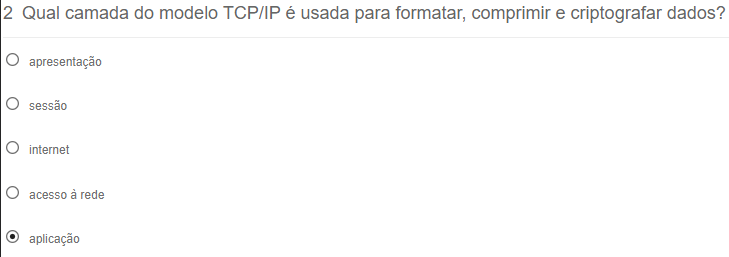 2 Qual camada do modelo TCP/IP é usada para formatar, comprimir e criptografar dados?
apresentação
sessão
internet
acesso à rede
aplicação